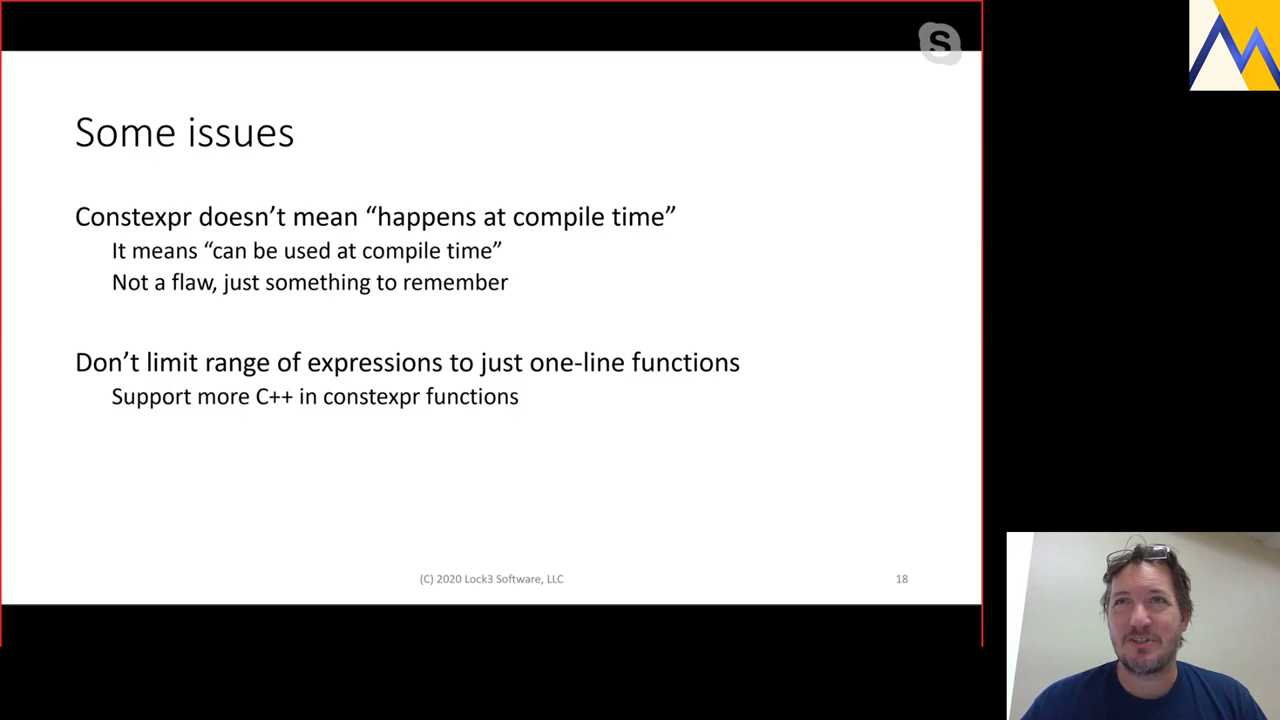 Some issues
Constexpr doesn’t mean “happens at compile time”
It means “can be used at compile time”
Not a flaw, just something to remember
Don’t limit range of expressions to just one-line functions
Support more C++ in constexpr functions
(C) 2020 Lock3 Software, LLC
18
S